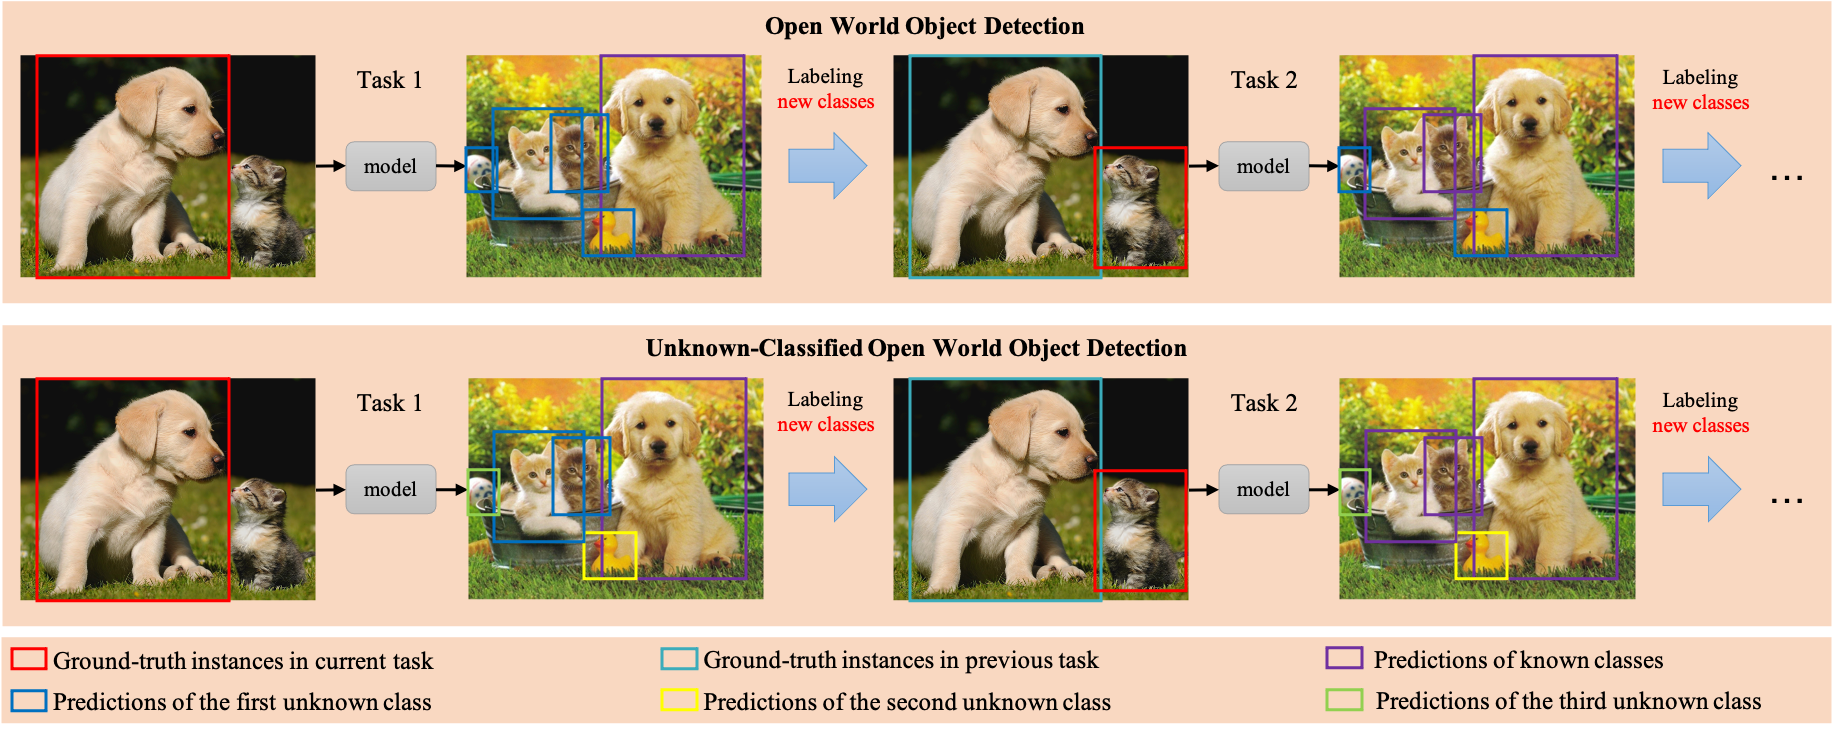 Open World Object Detection
Task 1
Labeling
new classes
model
Task 2
Labeling
new classes
model
...
Unknown-Classified Open World Object Detection
Task 1
Labeling
new classes
model
Task 2
Labeling
new classes
model
...
Ground-truth instances in current task
Ground-truth instances in previous task
Predictions of known classes
Predictions of the first unknown class
Predictions of the second unknown class
Predictions of the third unknown class